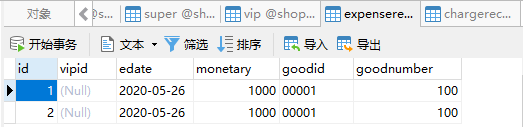 对象 @s... super @sho... vip @shop... expensere... chargerec...
开始事务 文本 筛选 排序 导入 导出
id vipid edate monetary goodid goodnumber
1 (Null) 2020-05-26 1000 00001 100
2 (Null) 2020-05-26 1000 00001 100